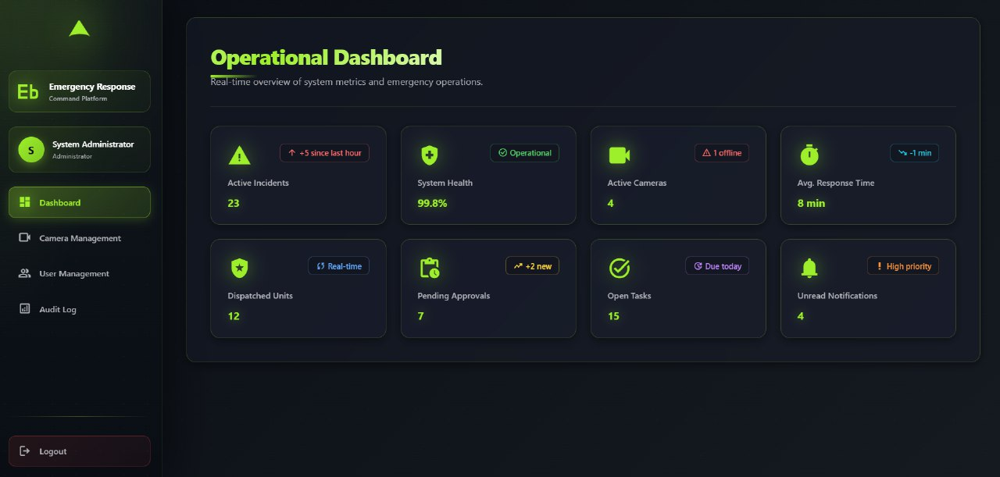 Eb
Emergency Response
Command Platform
S
System Administrator
Administrator
Dashboard
Camera Management
User Management
Audit Log
Logout
Operational Dashboard
Real-time overview of system metrics and emergency operations.
+5 since last hour
Active Incidents
23
Operational
System Health
99.8%
1 offline
Active Cameras
4
-1 min
Avg. Response Time
8 min
Real-time
Dispatched Units
12
+2 new
Pending Approvals
7
Due today
Open Tasks
15
High priority
Unread Notifications
4